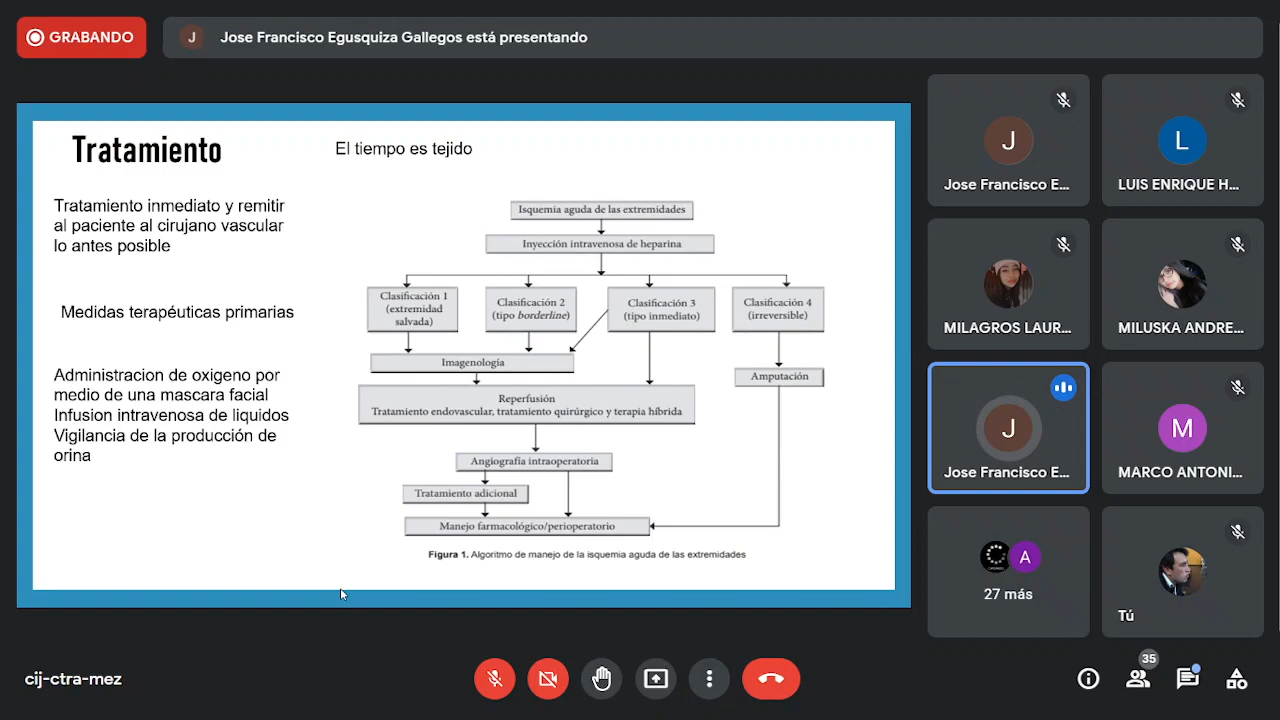 GRABANDO
J
Jose Francisco Egusquiza Gallegos está presentando
Tratamiento
El tiempo es tejido
Tratamiento inmediato y remitir
al paciente al cirujano vascular
lo antes posible
Medidas terapéuticas primarias
Administracion de oxigeno por
medio de una mascara facial
Infusion intravenosa de liquidos
Vigilancia de la producción de
orina
Isquemia aguda de las extremidades
Inyección intravenosa de heparina
Clasificación 1
(extremidad
salvada)
Clasificación 2
(tipo borderline)
Clasificación 3
(tipo inmediato)
Clasificación 4
(irreversible)
Imagenología
Amputación
Reperfusión
Tratamiento endovascular, tratamiento quirúrgico y terapia híbrida
Angiografía intraoperatoria
Tratamiento adicional
Manejo farmacológico/perioperatorio
Figura 1. Algoritmo de manejo de la isquemia aguda de las extremidades
J
Jose Francisco E...
L
LUIS ENRIQUE H...
MILAGROS LAUR...
MILUSKA ANDRE...
J
Jose Francisco E...
M
MARCO ANTONI...
A
27 más
Tú
cij-ctra-mez
35